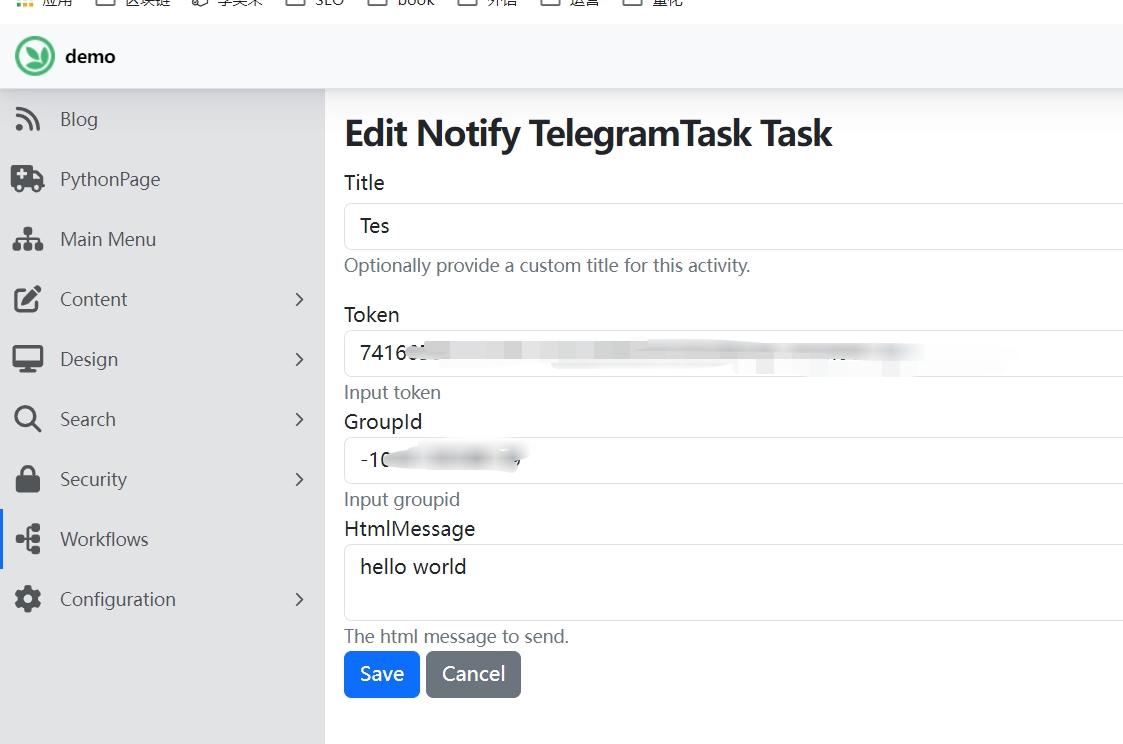 应用 区块链 学英来 SEO book 外语 运营 量化
demo
Blog
PythonPage
Main Menu
Content
Design
Search
Security
Workflows
Configuration
Edit Notify TelegramTask Task
Title
Tes
Optionally provide a custom title for this activity.
Token
7416
Input token
GroupId
-10
Input groupid
HtmlMessage
hello world
The html message to send.
Save Cancel